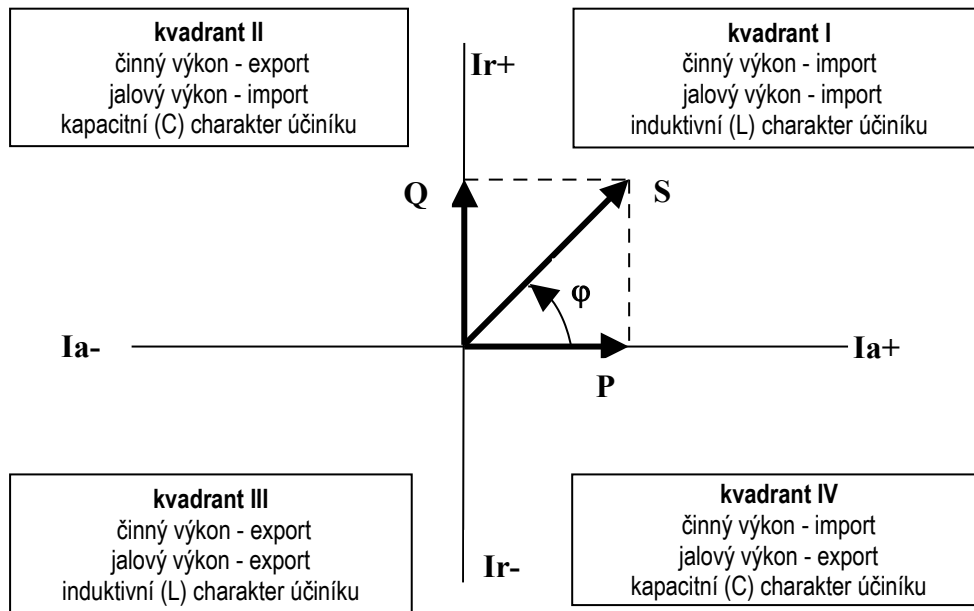 kvadrant II
činný výkon - export
jalový výkon - import
kapacitní (C) charakter účiníku
Ir+
kvadrant I
činný výkon - import
jalový výkon - import
induktivní (L) charakter účiníku
Q
S
φ
Ia-
Ia+
P
kvadrant III
činný výkon - export
jalový výkon - export
induktivní (L) charakter účiníku
Ir-
kvadrant IV
činný výkon - import
jalový výkon - export
kapacitní (C) charakter účiníku